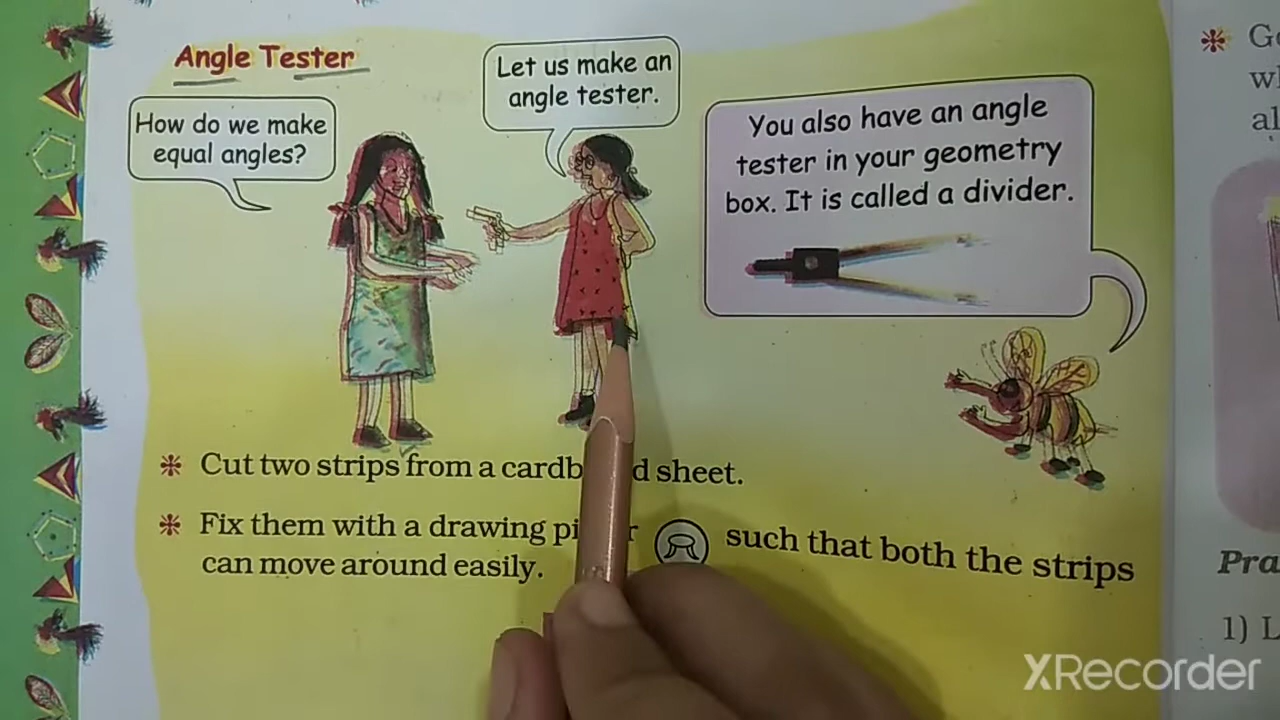 Angle Tester
How do we make
equal angles?
Let us make an
angle tester.
You also have an angle
tester in your geometry
box. It is called a divider.
Cut two strips from a sheet.
Fix them with a drawing such that both the strips
can move around easily.
1)
XRecorder